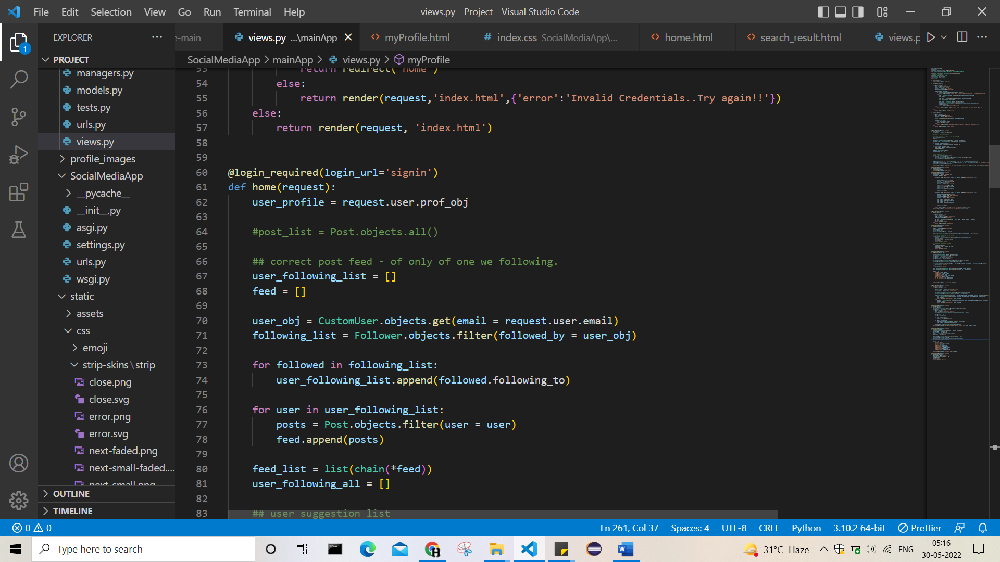 File Edit Selection View Go Run Terminal Help
views.py - Project - Visual Studio Code
EXPLORER
e-main
views.py ...\mainApp
myProfile.html
# index.css SocialMediaApp\...
home.html
search_result.html
views.p
PROJECT
SocialMediaApp > mainApp > views.py > myProfile
managers.py
models.py
tests.py
urls.py
views.py
profile_images
SocialMediaApp
__pycache__
__init__.py
asgi.py
settings.py
urls.py
wsgi.py
static
assets
css
emoji
strip-skins\strip
close.png
close.svg
error.png
error.svg
next-faded.png
next-small-faded....
next-small.png
OUTLINE
TIMELINE
53 return redirect('home')
54 else:
55 return render(request,'index.html',{'error':'Invalid Credentials..Try again!!'})
56 else:
57 return render(request, 'index.html')
58
59
60 @login_required(login_url='signin')
61 def home(request):
62 user_profile = request.user.prof_obj
63
64 #post_list = Post.objects.all()
65
66 ## correct post feed - of only of one we following.
67 user_following_list = []
68 feed = []
69
70 user_obj = CustomUser.objects.get(email = request.user.email)
71 following_list = Follower.objects.filter(followed_by = user_obj)
72
73 for followed in following_list:
74 user_following_list.append(followed.following_to)
75
76 for user in user_following_list:
77 posts = Post.objects.filter(user = user)
78 feed.append(posts)
79
80 feed_list = list(chain(*feed))
81 user_following_all = []
82
83 ## user suggestion list
0 0
Ln 261, Col 37 Spaces: 4 UTF-8 CRLF Python 3.10.2 64-bit Prettier
Type here to search
31°C Haze
ENG
05:16
30-05-2022